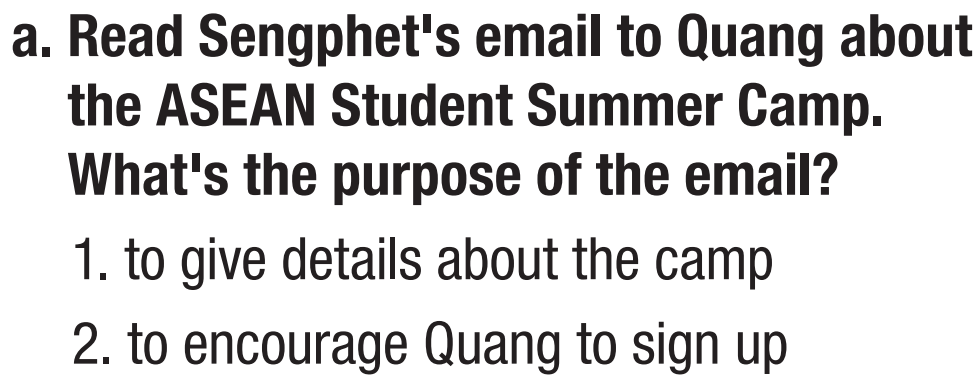 a. Read Sengphet's email to Quang about
the ASEAN Student Summer Camp.
What's the purpose of the email?
1. to give details about the camp
2. to encourage Quang to sign up